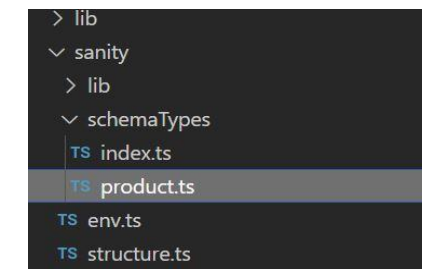 lib
sanity
lib
schemaTypes
TS index.ts
TS product.ts
TS env.ts
TS structure.ts